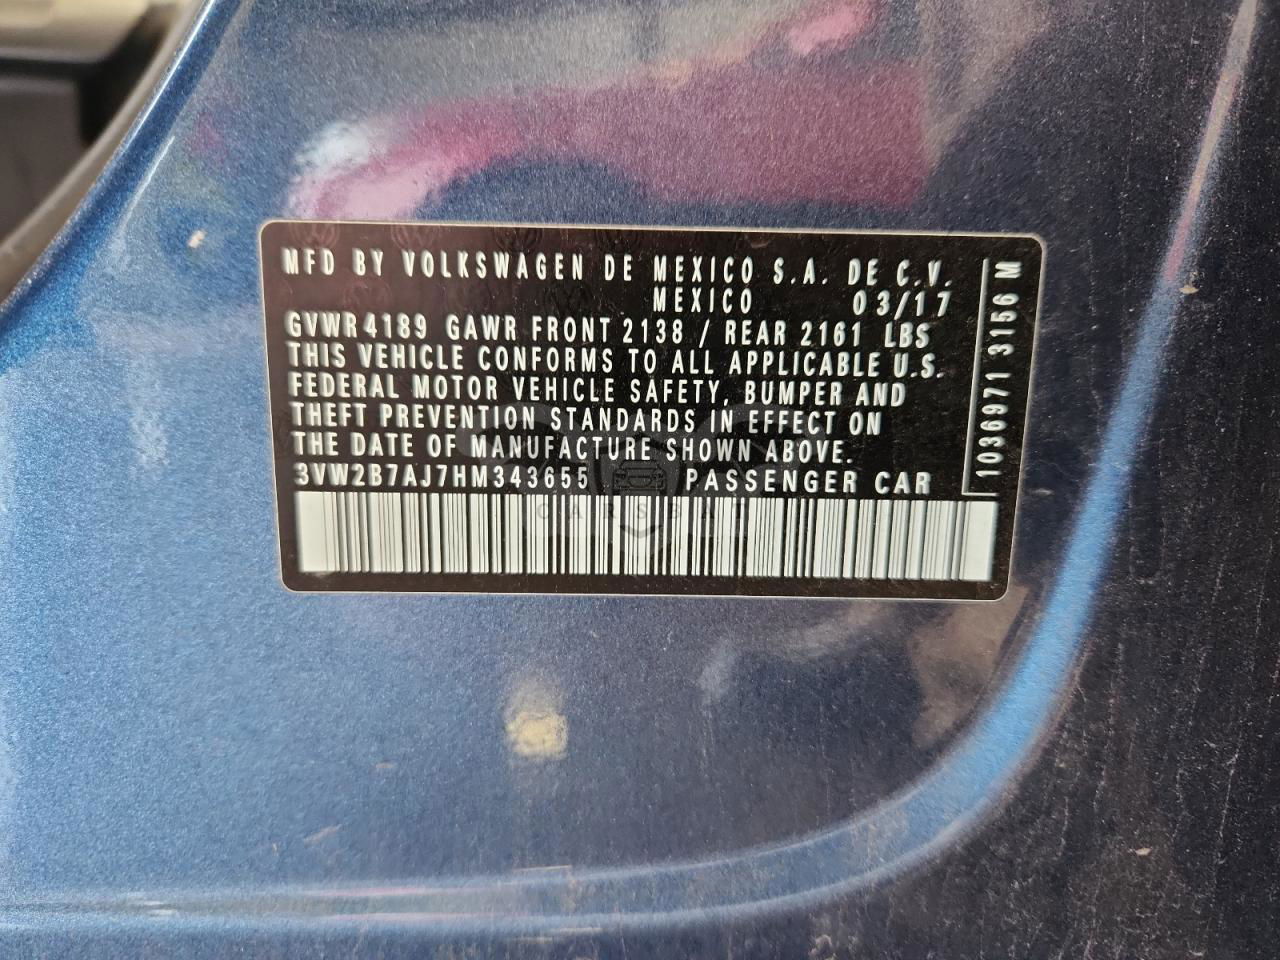 MFD BY VOLKSWAGEN DE MEXICO S.A. DE C.V.
MEXICO 03/17
GVWR 4189 GAWR FRONT 2138 / REAR 2161 LBS
THIS VEHICLE CONFORMS TO ALL APPLICABLE U.S.
FEDERAL MOTOR VEHICLE SAFETY, BUMPER AND
THEFT PREVENTION STANDARDS IN EFFECT ON
THE DATE OF MANUFACTURE SHOWN ABOVE.
3VW2B7AJ7HM343655 PASSENGER CAR
1036971 3156 M